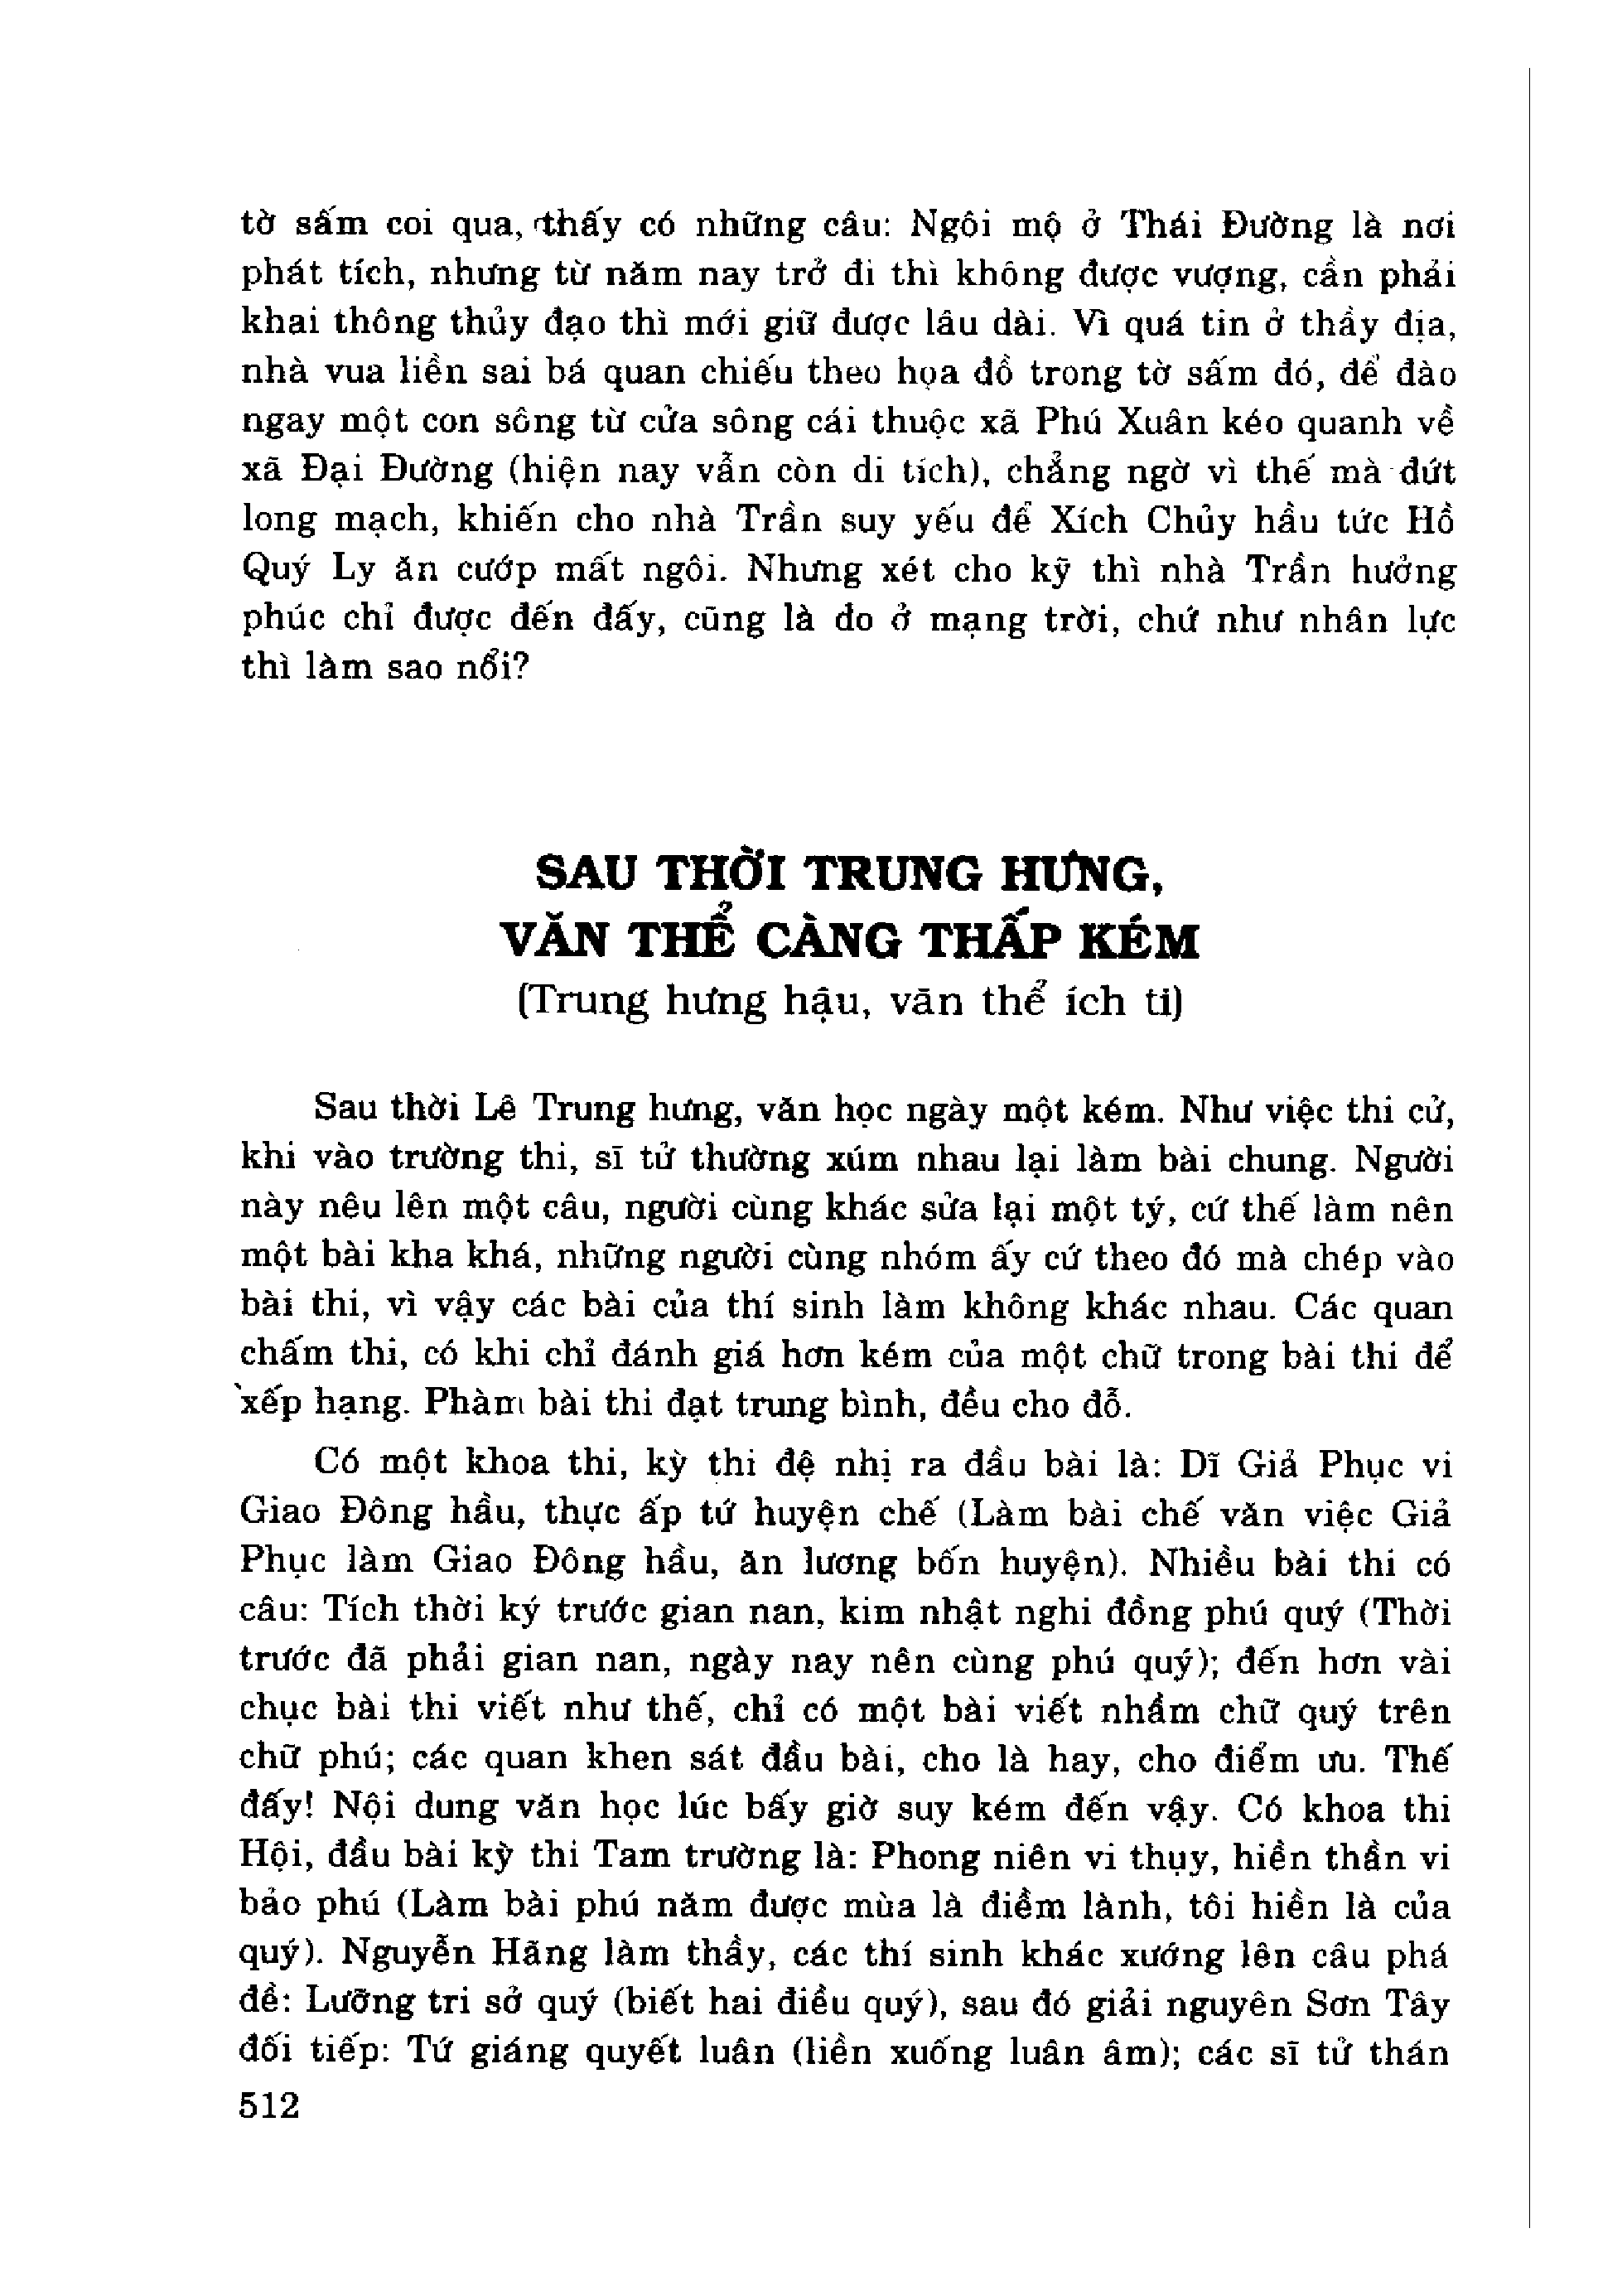 tờ sấm coi qua, thấy có những câu: Ngôi mộ ở Thái Đường là nơi
phát tích, nhưng từ năm nay trở đi thì không được vượng, cần phải
khai thông thủy đạo thì mới giữ được lâu dài. Vì quá tin ở thầy địa,
nhà vua liền sai bá quan chiếu theo họa đồ trong tờ sấm đó, để đào
ngay một con sông từ cửa sông cái thuộc xã Phú Xuân kéo quanh về
xã Đại Đường (hiện nay vẫn còn di tích), chẳng ngờ vì thế mà đứt
long mạch, khiến cho nhà Trần suy yếu để Xích Chủy hầu tức Hồ
Quý Ly ăn cướp mất ngôi. Nhưng xét cho kỹ thì nhà Trần hưởng
phúc chỉ được đến đấy, cũng là do ở mạng trời, chứ như nhân lực
thì làm sao nổi?
SAU THỜI TRUNG HƯNG,
VĂN THỂ CÀNG THẤP KÉM
(Trung hưng hậu, văn thể ích ti)
Sau thời Lê Trung hưng, văn học ngày một kém. Như việc thi cử,
khi vào trường thi, sĩ tử thường xúm nhau lại làm bài chung. Người
này nêu lên một câu, người cùng khác sửa lại một tý, cứ thế làm nên
một bài kha khá, những người cùng nhóm ấy cứ theo đó mà chép vào
bài thi, vì vậy các bài của thí sinh làm không khác nhau. Các quan
chấm thi, có khi chỉ đánh giá hơn kém của một chữ trong bài thi để
xếp hạng. Phàm bài thi đạt trung bình, đều cho đỗ.
Có một khoa thi, kỳ thi đệ nhị ra đầu bài là: Dĩ Giả Phục vi
Giao Đông hầu, thực ấp tứ huyện chế (Làm bài chế văn việc Giả
Phục làm Giao Đông hầu, ăn lương bốn huyện). Nhiều bài thi có
câu: Tích thời ký trước gian nan, kim nhật nghi đồng phú quý (Thời
trước đã phải gian nan, ngày nay nên cùng phú quý); đến hơn vài
chục bài thi viết như thế, chỉ có một bài viết nhầm chữ quý trên
chữ phú; các quan khen sát đầu bài, cho là hay, cho điểm ưu. Thế
đấy! Nội dung văn học lúc bấy giờ suy kém đến vậy. Có khoa thi
Hội, đầu bài kỳ thi Tam trường là: Phong niên vi thụy, hiền thần vi
bảo phú (Làm bài phú năm được mùa là điềm lành, tôi hiền là của
quý). Nguyễn Hãng làm thầy, các thí sinh khác xướng lên câu phá
đề: Lưỡng tri sở quý (biết hai điều quý), sau đó giải nguyên Sơn Tây
đối tiếp: Tứ giáng quyết luân (liền xuống luân âm); các sĩ tử thán
512